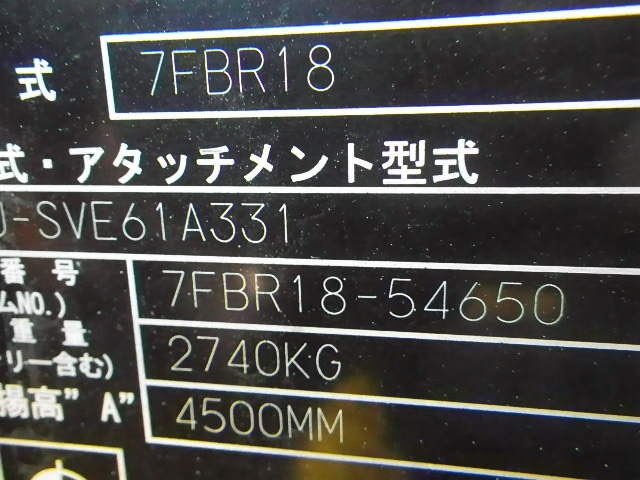 式 7FBR18
式・アタッチメント型式
J-SVE61A331
番号 7FBR18-54650
ムNO.)
重量 2740KG
リー含む)
揚高"A" 4500MM